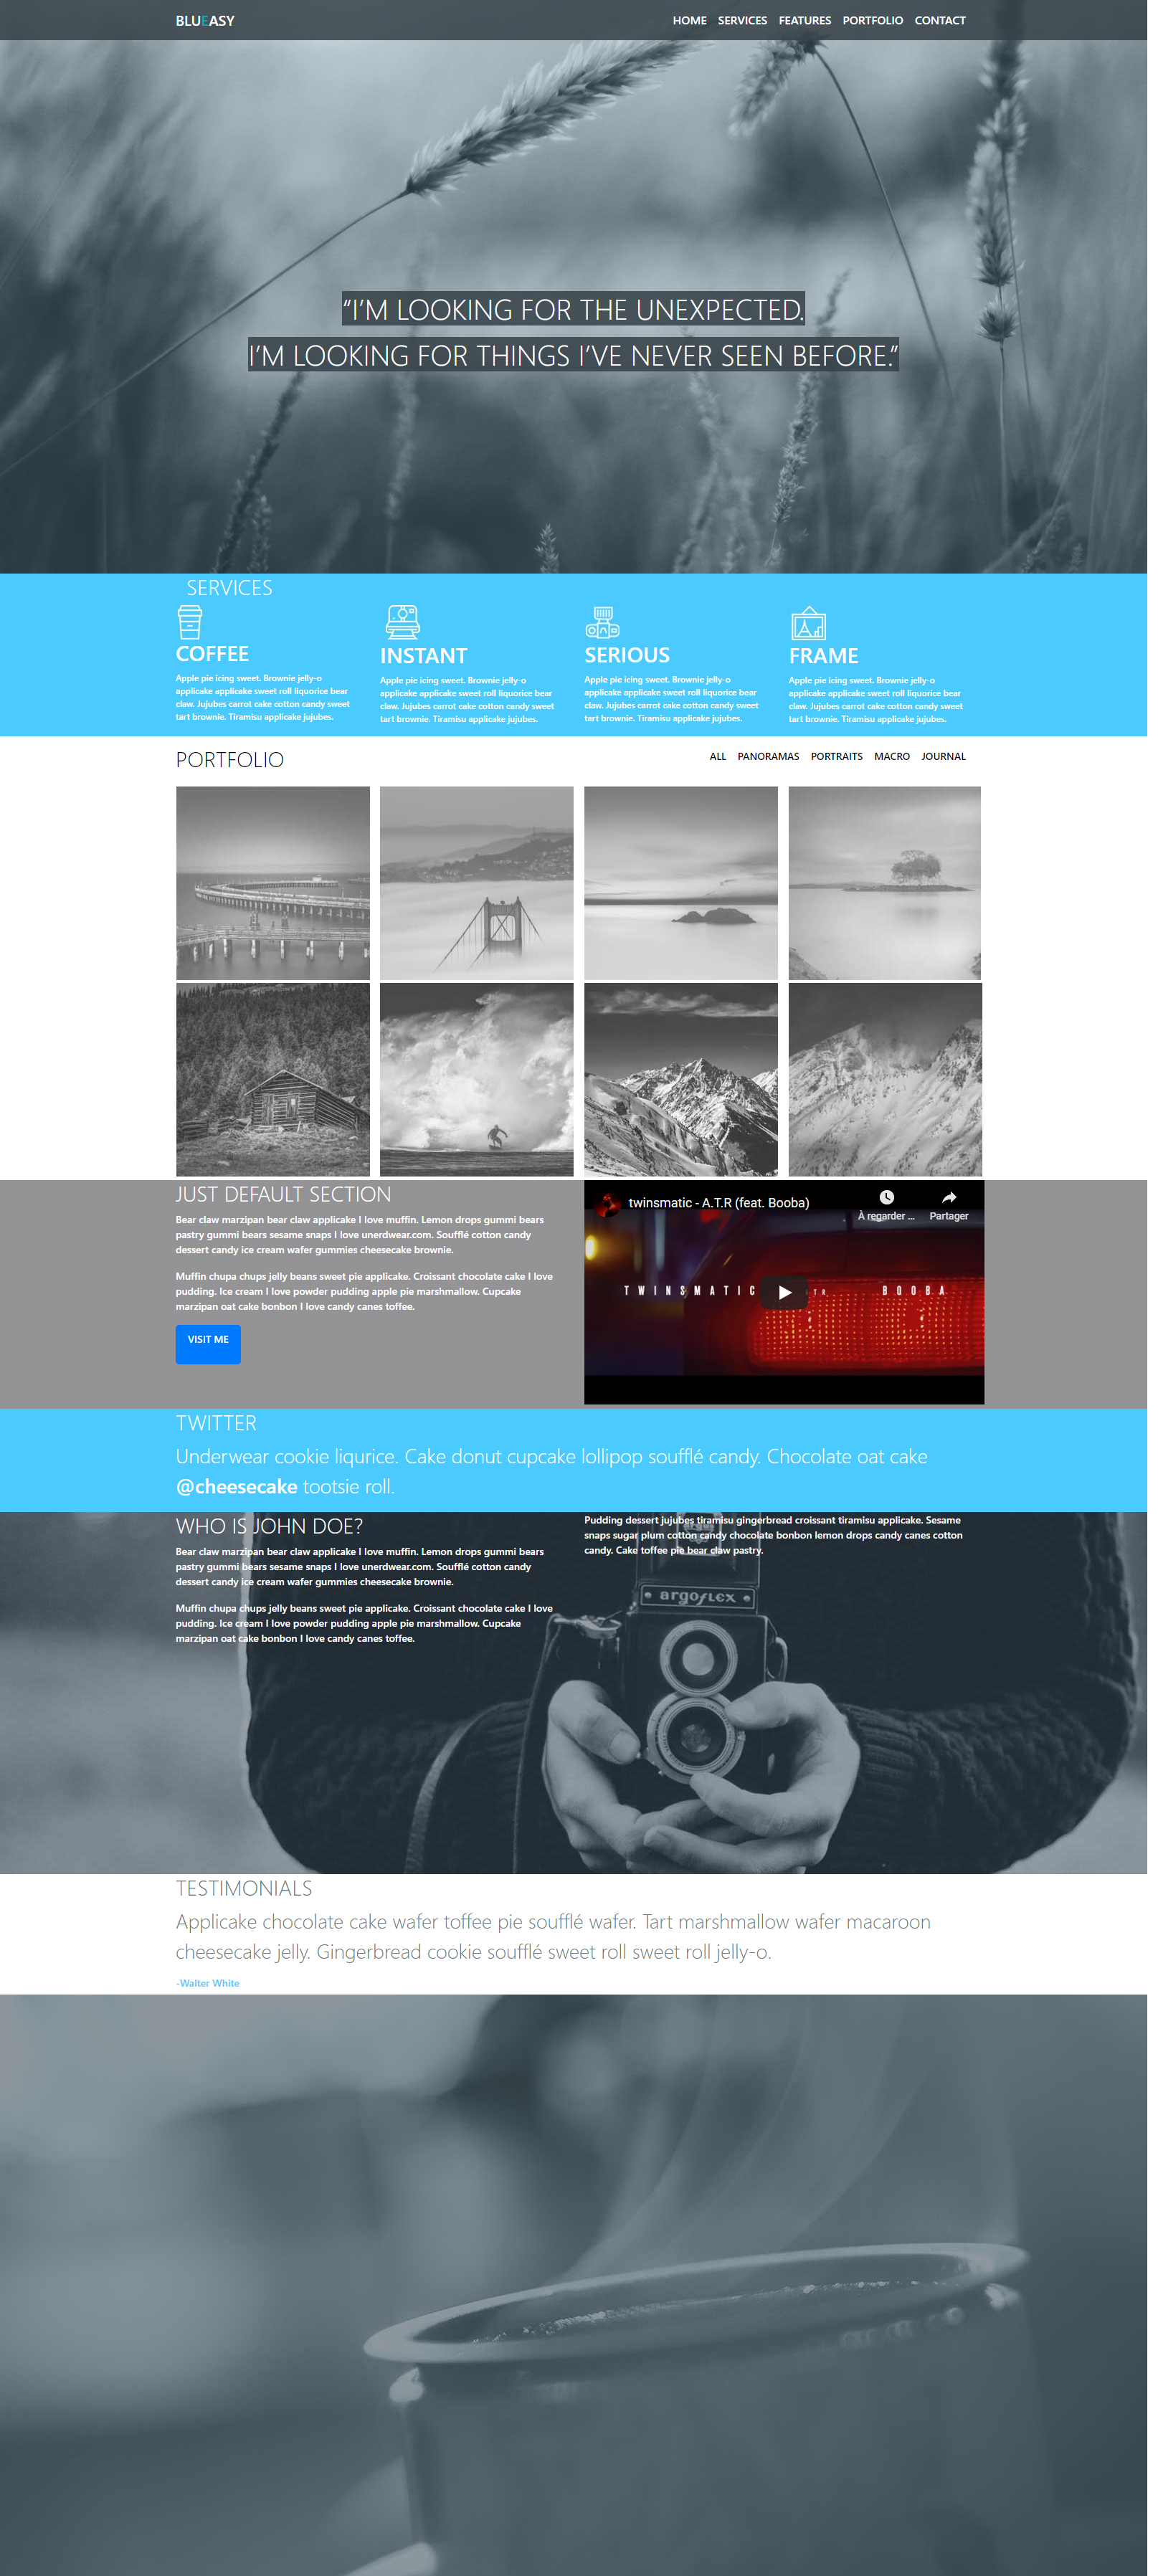 BLUEASY
HOME SERVICES FEATURES PORTFOLIO CONTACT
“I’M LOOKING FOR THE UNEXPECTED.
I’M LOOKING FOR THINGS I’VE NEVER SEEN BEFORE.”
SERVICES
COFFEE
Apple pie icing sweet. Brownie jelly-o
applicake applicake sweet roll liquorice bear
claw. Jujubes carrot cake cotton candy sweet
tart brownie. Tiramisu applicake jujubes.
INSTANT
Apple pie icing sweet. Brownie jelly-o
applicake applicake sweet roll liquorice bear
claw. Jujubes carrot cake cotton candy sweet
tart brownie. Tiramisu applicake jujubes.
SERIOUS
Apple pie icing sweet. Brownie jelly-o
applicake applicake sweet roll liquorice bear
claw. Jujubes carrot cake cotton candy sweet
tart brownie. Tiramisu applicake jujubes.
FRAME
Apple pie icing sweet. Brownie jelly-o
applicake applicake sweet roll liquorice bear
claw. Jujubes carrot cake cotton candy sweet
tart brownie. Tiramisu applicake jujubes.
PORTFOLIO
ALL PANORAMAS PORTRAITS MACRO JOURNAL
JUST DEFAULT SECTION
Bear claw marzipan bear claw applicake I love muffin. Lemon drops gummi bears
pastry gummi bears sesame snaps I love unerdwear.com. Soufflé cotton candy
dessert candy ice cream wafer gummies cheesecake brownie.
Muffin chupa chups jelly beans sweet pie applicake. Croissant chocolate cake I love
pudding. Ice cream I love powder pudding apple pie marshmallow. Cupcake
marzipan oat cake bonbon I love candy canes toffee.
VISIT ME
twinsmatic - A.T.R (feat. Booba)
À regarder ... Partager
TWINSMATIC BOOBA
TWITTER
Underwear cookie liqurice. Cake donut cupcake lollipop soufflé candy. Chocolate oat cake
@cheesecake tootsie roll.
WHO IS JOHN DOE?
Bear claw marzipan bear claw applicake I love muffin. Lemon drops gummi bears
pastry gummi bears sesame snaps I love unerdwear.com. Soufflé cotton candy
dessert candy ice cream wafer gummies cheesecake brownie.
Muffin chupa chups jelly beans sweet pie applicake. Croissant chocolate cake I love
pudding. Ice cream I love powder pudding apple pie marshmallow. Cupcake
marzipan oat cake bonbon I love candy canes toffee.
Pudding dessert jujubes tiramisu gingerbread croissant tiramisu applicake. Sesame
snaps sugar plum cotton candy chocolate bonbon lemon drops candy canes cotton
candy. Cake toffee pie bear claw pastry.
argoflex
TESTIMONIALS
Applicake chocolate cake wafer toffee pie soufflé wafer. Tart marshmallow wafer macaroon
cheesecake jelly. Gingerbread cookie soufflé sweet roll sweet roll jelly-o.
-Walter White